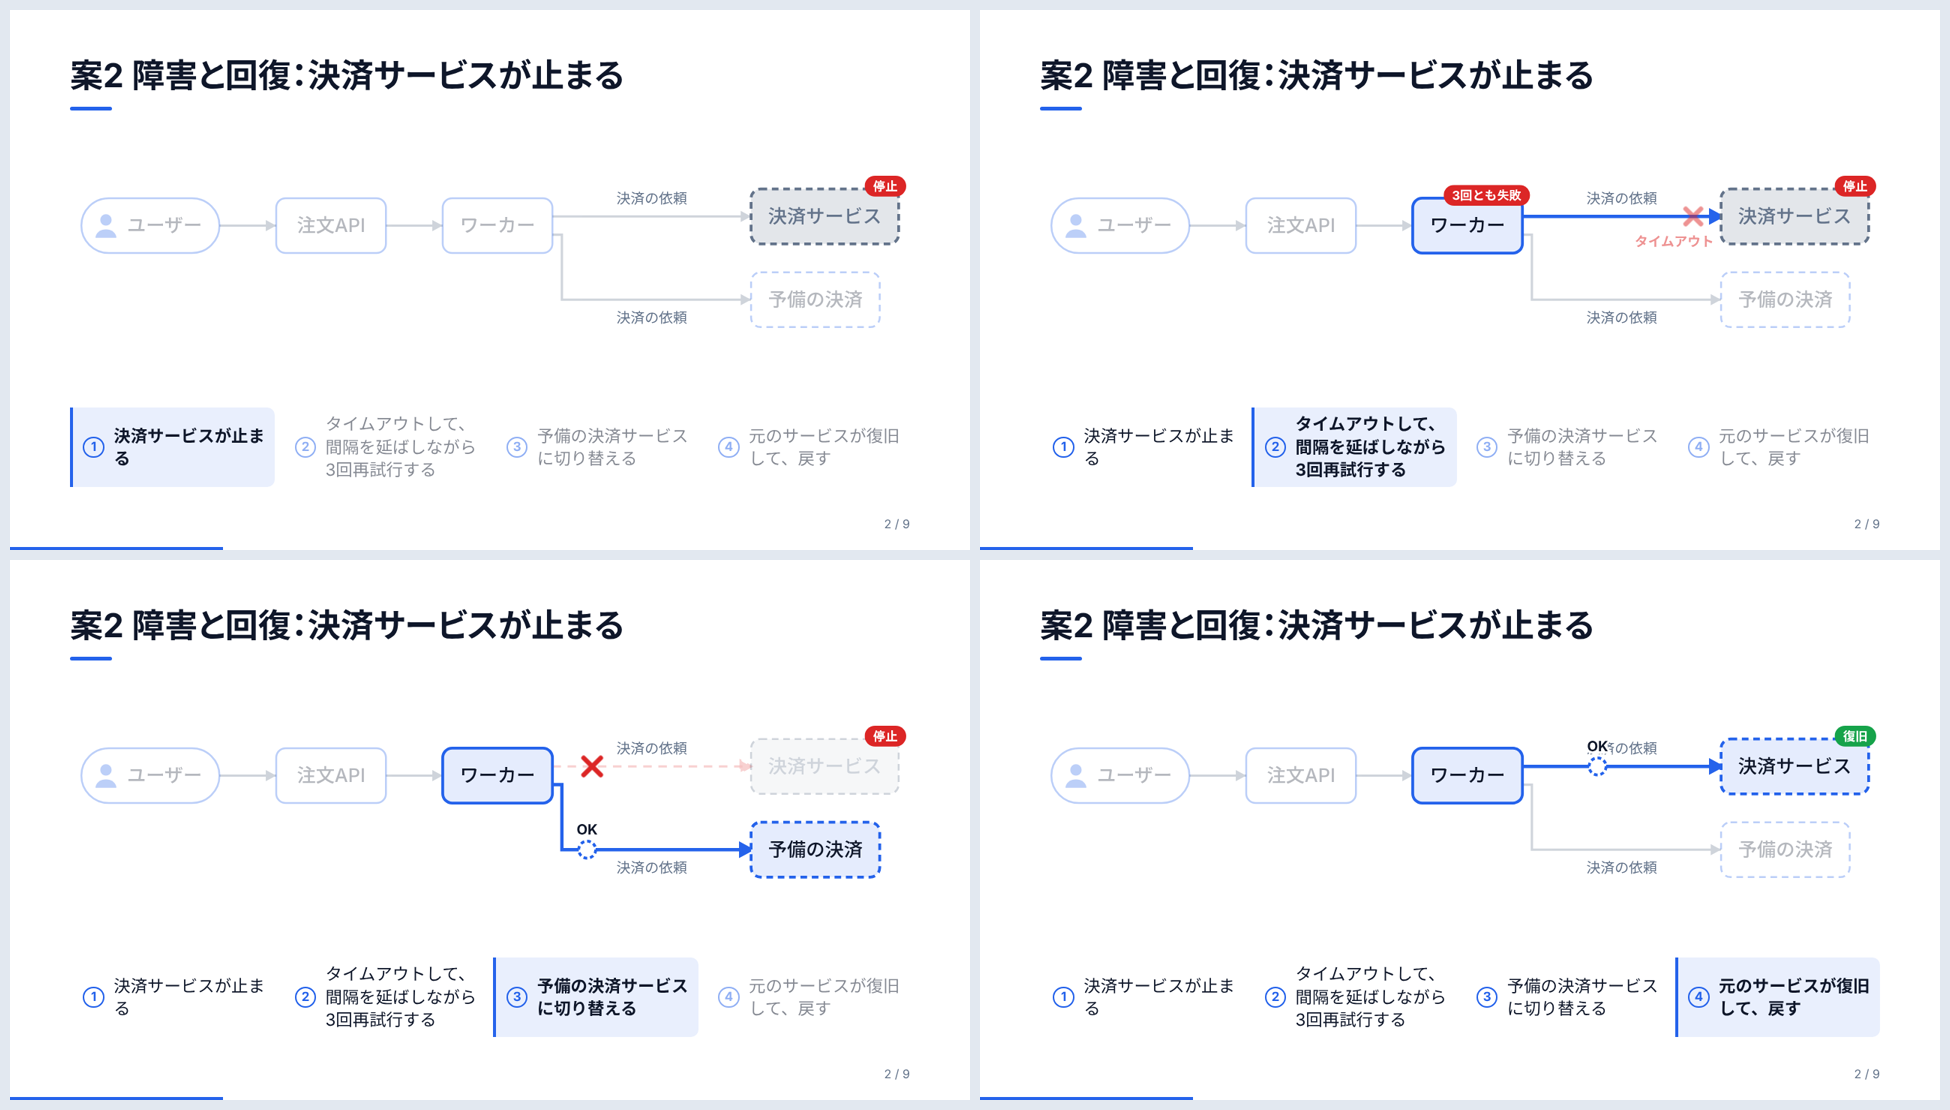 案2 障害と回復：決済サービスが止まる
停止
決済の依頼
ユーザー
注文API
ワーカー
決済サービス
予備の決済
決済の依頼
1 決済サービスが止ま
る
2 タイムアウトして、
間隔を延ばしながら
3回再試行する
3 予備の決済サービス
に切り替える
4 元のサービスが復旧
して、戻す
2 / 9
案2 障害と回復：決済サービスが止まる
停止
3回とも失敗
決済の依頼
ユーザー
注文API
ワーカー
決済サービス
タイムアウト
予備の決済
決済の依頼
1 決済サービスが止ま
る
2 タイムアウトして、
間隔を延ばしながら
3回再試行する
3 予備の決済サービス
に切り替える
4 元のサービスが復旧
して、戻す
2 / 9
案2 障害と回復：決済サービスが止まる
停止
決済の依頼
ユーザー
注文API
ワーカー
決済サービス
OK
予備の決済
決済の依頼
1 決済サービスが止ま
る
2 タイムアウトして、
間隔を延ばしながら
3回再試行する
3 予備の決済サービス
に切り替える
4 元のサービスが復旧
して、戻す
2 / 9
案2 障害と回復：決済サービスが止まる
復旧
OK
の依頼
ユーザー
注文API
ワーカー
決済サービス
予備の決済
決済の依頼
1 決済サービスが止ま
る
2 タイムアウトして、
間隔を延ばしながら
3回再試行する
3 予備の決済サービス
に切り替える
4 元のサービスが復旧
して、戻す
2 / 9